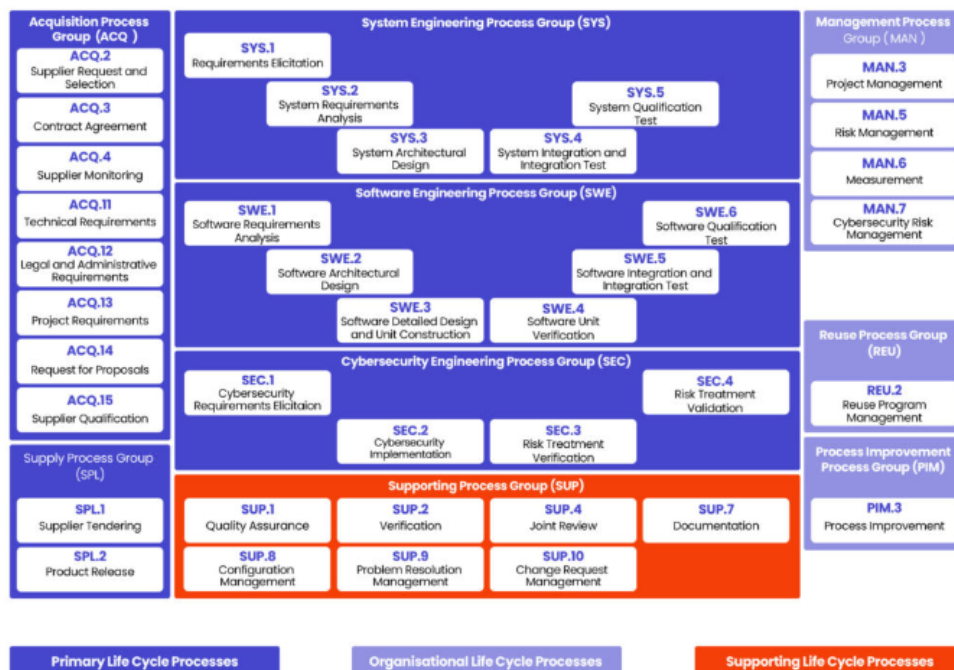 Acquisition Process
Group (ACQ )
ACQ.2
Supplier Request and
Selection
ACQ.3
Contract Agreement
ACQ.4
Supplier Monitoring
ACQ.11
Technical Requirements
ACQ.12
Legal and Administrative
Requirements
ACQ.13
Project Requirements
ACQ.14
Request for Proposals
ACQ.15
Supplier Qualification
Supply Process Group
(SPL)
SPL.1
Supplier Tendering
SPL.2
Product Release
System Engineering Process Group (SYS)
SYS.1
Requirements Elicitation
SYS.2
System Requirements
Analysis
SYS.3
System Architectural
Design
SYS.4
System Integration and
Integration Test
SYS.5
System Qualification
Test
Software Engineering Process Group (SWE)
SWE.1
Software Requirements
Analysis
SWE.2
Software Architectural
Design
SWE.3
Software Detailed Design
and Unit Construction
SWE.4
Software Unit
Verification
SWE.5
Software Integration and
Integration Test
SWE.6
Software Qualification
Test
Cybersecurity Engineering Process Group (SEC)
SEC.1
Cybersecurity
Requirements Elicitaion
SEC.2
Cybersecurity
Implementation
SEC.3
Risk Treatment
Verification
SEC.4
Risk Treatment
Validation
Supporting Process Group (SUP)
SUP.1
Quality Assurance
SUP.2
Verification
SUP.4
Joint Review
SUP.7
Documentation
SUP.8
Configuration
Management
SUP.9
Problem Resolution
Management
SUP.10
Change Request
Management
Management Process
Group ( MAN )
MAN.3
Project Management
MAN.5
Risk Management
MAN.6
Measurement
MAN.7
Cybersecurity Risk
Management
Reuse Process Group
(REU)
REU.2
Reuse Program
Management
Process Improvement
Process Group (PIM)
PIM.3
Process Improvement
Primary Life Cycle Processes
Organisational Life Cycle Processes
Supporting Life Cycle Processes